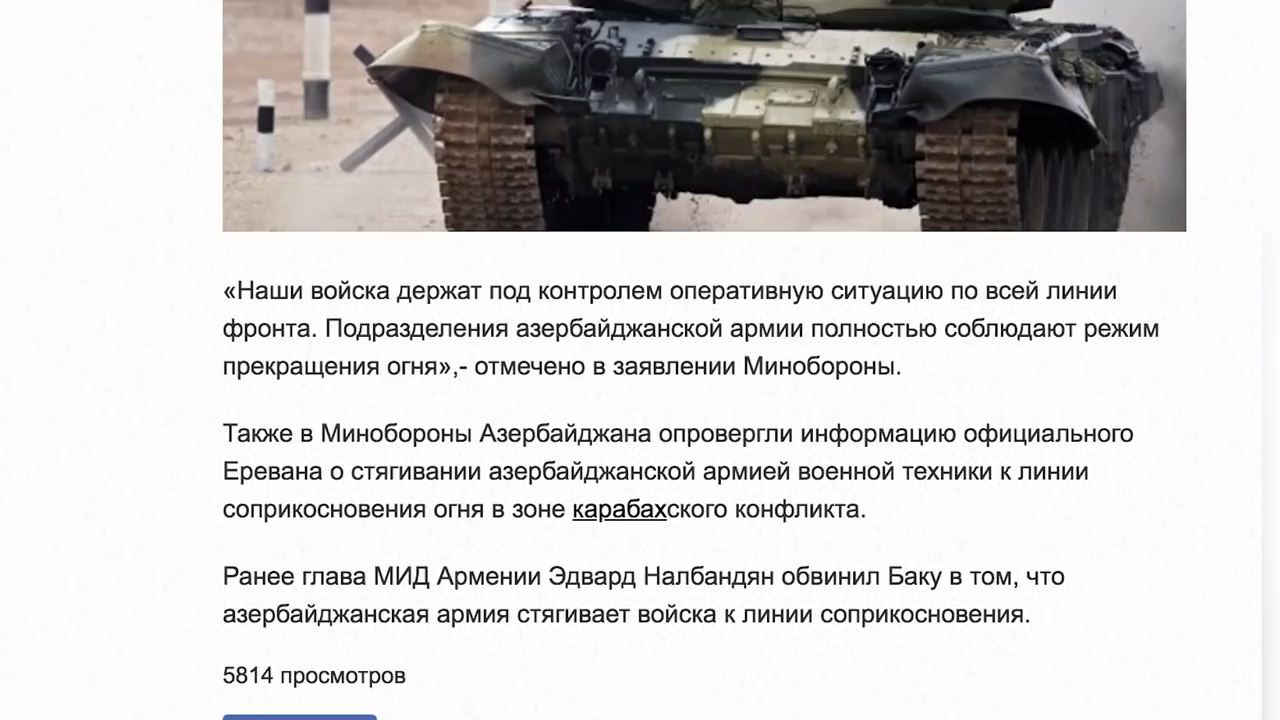 «Наши войска держат под контролем оперативную ситуацию по всей линии
фронта. Подразделения азербайджанской армии полностью соблюдают режим
прекращения огня»,- отмечено в заявлении Минобороны.
Также в Минобороны Азербайджана опровергли информацию официального
Еревана о стягивании азербайджанской армией военной техники к линии
соприкосновения огня в зоне карабахского конфликта.
Ранее глава МИД Армении Эдвард Налбандян обвинил Баку в том, что
азербайджанская армия стягивает войска к линии соприкосновения.
5814 просмотров